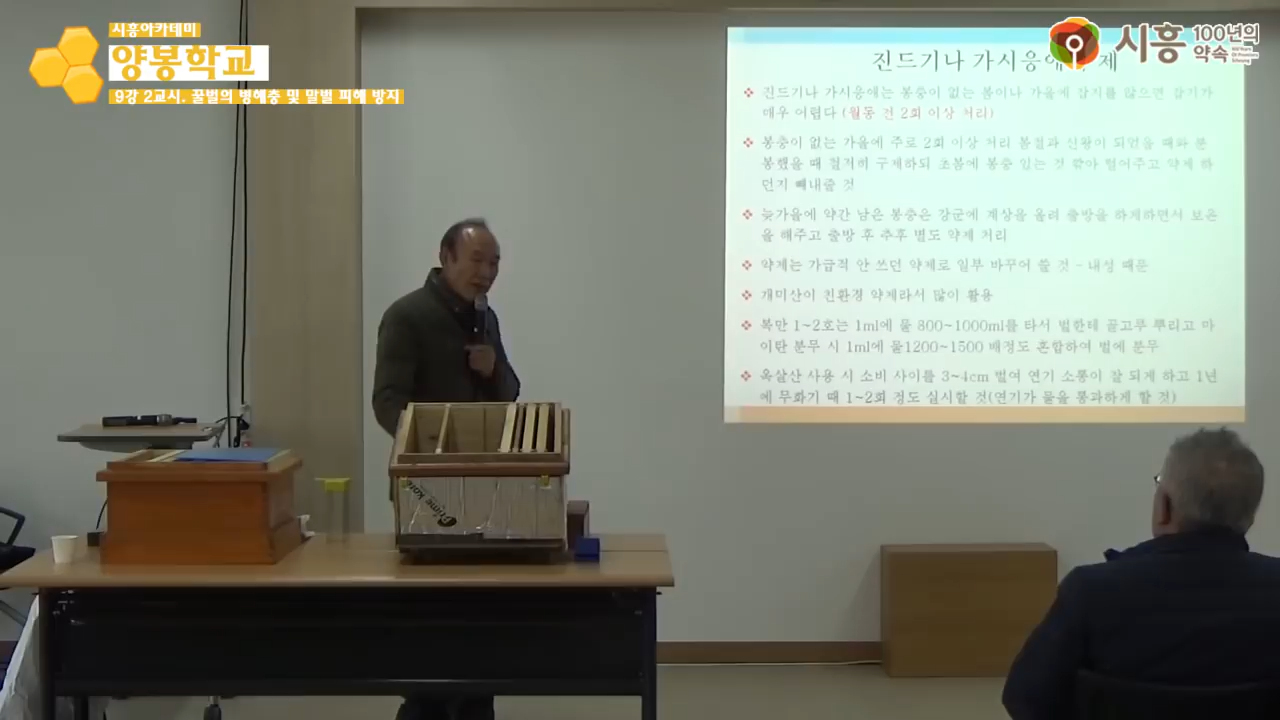 시흥아카데미
양봉학교
9강 2교시. 꿀벌의 병해충 및 말벌 피해 방지
시흥 100년의 약속
진드기나 가시응애 제
❖ 진드기나 가시응애는 봉충이 없는 봄이나 가을에 잡지를 않으면 잡기가
매우 어렵다 (월동 전 2회 이상 처리)
❖ 봉충이 없는 가을에 주로 2회 이상 처리 봄철과 신왕이 되었을 때와 분
봉했을 때 철저히 구제하되 초봄에 봉충 있는 것 깎아 털어주고 약제 하
던지 빼내줄 것
❖ 늦가을에 약간 남은 봉충은 강군에 계상을 올려 출방을 하게하면서 보온
을 해주고 출방 후 추후 별도 약제 처리
❖ 약제는 가급적 안 쓰던 약제로 일부 바꾸어 쓸 것 - 내성 때문
❖ 개미산이 친환경 약제라서 많이 활용
❖ 복만 1~2호는 1ml에 물 800~1000ml를 타서 벌한테 골고루 뿌리고 마
이탄 분무 시 1ml에 물1200~1500 배정도 혼합하여 벌에 분무
❖ 옥살산 사용 시 소비 사이를 3~4cm 벌여 연기 소통이 잘 되게 하고 1년
에 무화기 때 1~2회 정도 실시할 것(연기가 물을 통과하게 할 것)
Prime